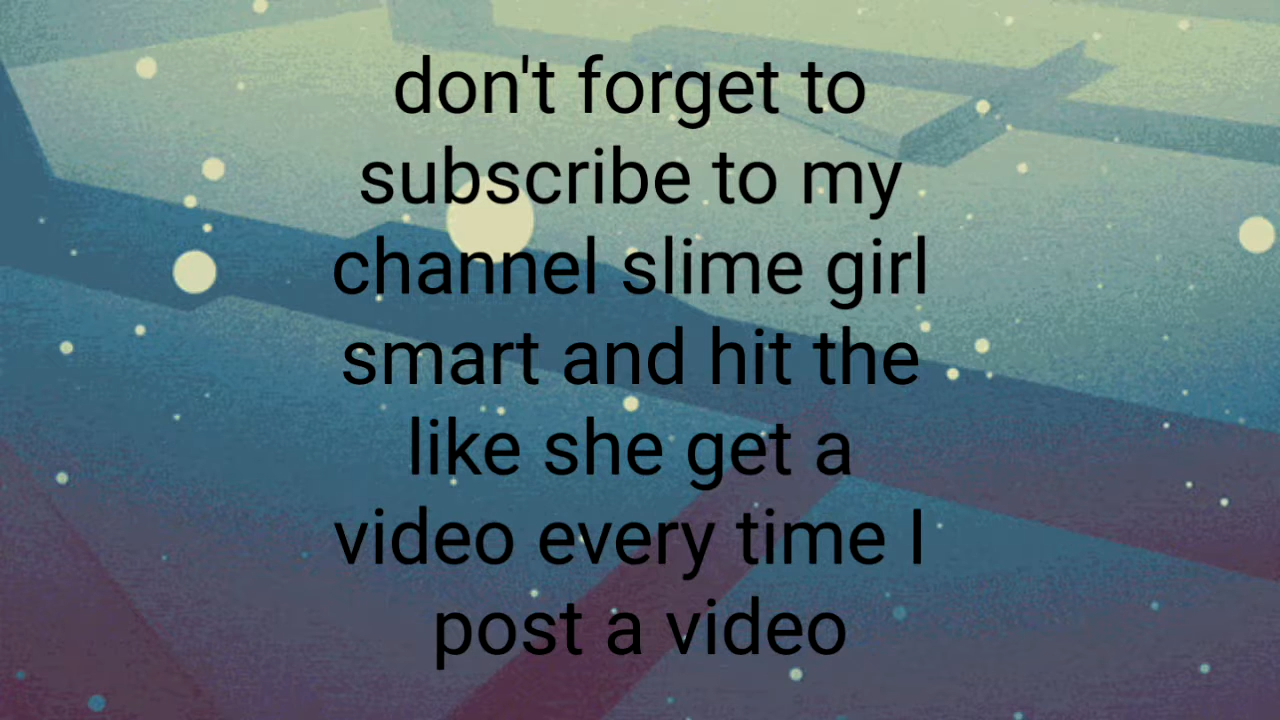 don't forget to
subscribe to my
channel slime girl
smart and hit the
like she get a
video every time I
post a video